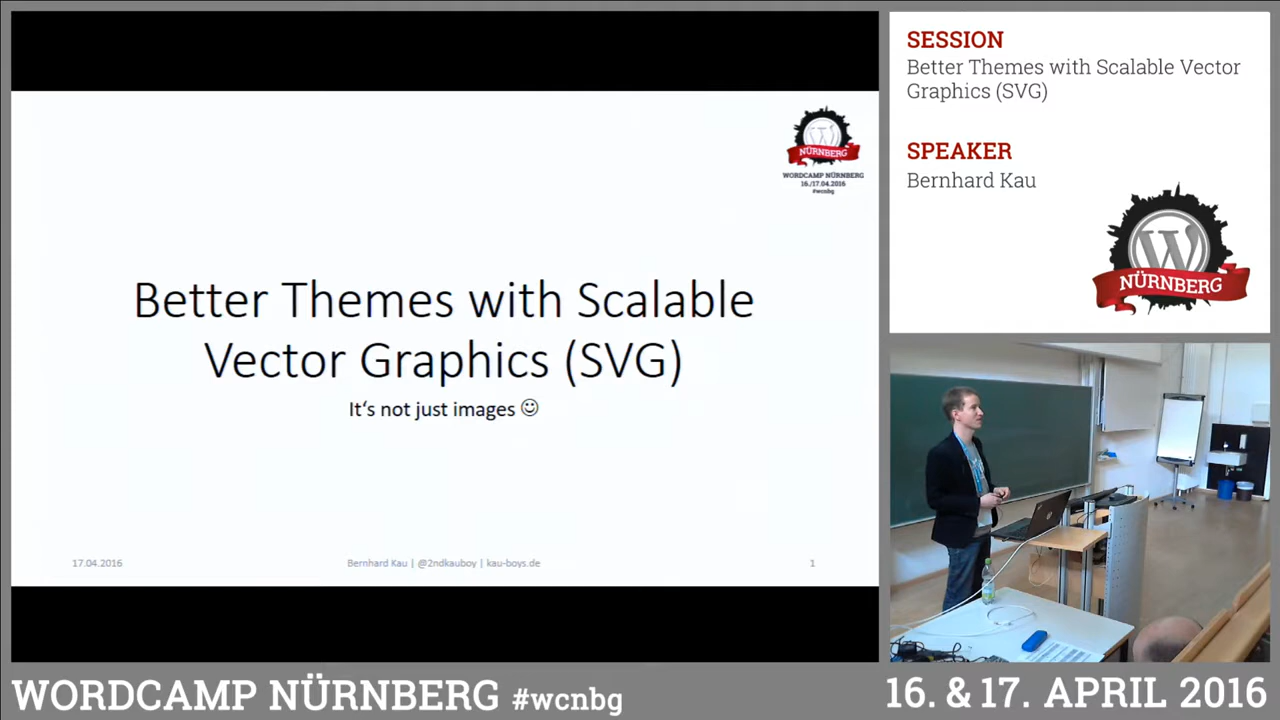 NÜRNBERG
WORDCAMP NÜRNBERG
16./17.04.2016
#wcnbg
Better Themes with Scalable
Vector Graphics (SVG)
It's not just images ☺
17.04.2016
Bernhard Kau | @2ndkauboy | kau-boys.de
1
SESSION
Better Themes with Scalable Vector
Graphics (SVG)
SPEAKER
Bernhard Kau
W
NÜRNBERG
WORDCAMP NÜRNBERG #wcnbg
16. & 17. APRIL 2016